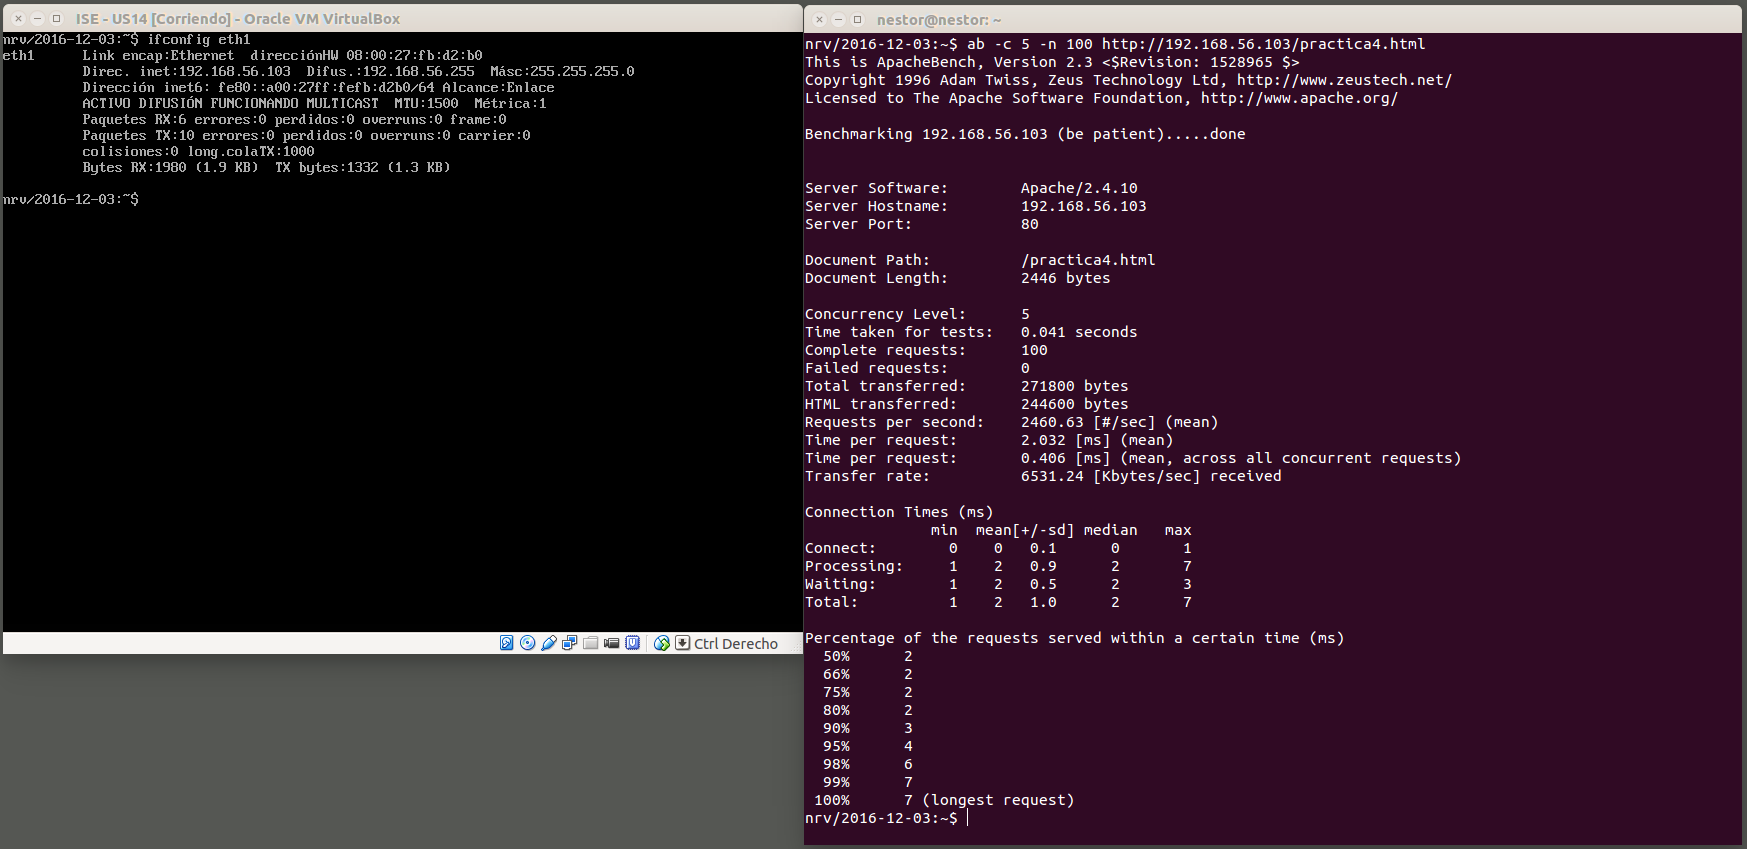 ISE - US14 [Corriendo] - Oracle VM VirtualBox
nrv/2016-12-03:~$ ifconfig eth1
eth1      Link encap:Ethernet  direcciónHW 08:00:27:fb:d2:b0
          Direc. inet:192.168.56.103  Difus.:192.168.56.255  Másc:255.255.255.0
          Dirección inet6: fe80::a00:27ff:fefb:d2b0/64 Alcance:Enlace
          ACTIVO DIFUSIÓN FUNCIONANDO MULTICAST  MTU:1500  Métrica:1
          Paquetes RX:6 errores:0 perdidos:0 overruns:0 frame:0
          Paquetes TX:10 errores:0 perdidos:0 overruns:0 carrier:0
          colisiones:0 long.colaTX:1000
          Bytes RX:1980 (1.9 KB)  TX bytes:1332 (1.3 KB)
nrv/2016-12-03:~$
Ctrl Derecho
nestor@nestor: ~
nrv/2016-12-03:~$ ab -c 5 -n 100 http://192.168.56.103/practica4.html
This is ApacheBench, Version 2.3 <$Revision: 1528965 $>
Copyright 1996 Adam Twiss, Zeus Technology Ltd, http://www.zeustech.net/
Licensed to The Apache Software Foundation, http://www.apache.org/
Benchmarking 192.168.56.103 (be patient).....done
Server Software:        Apache/2.4.10
Server Hostname:        192.168.56.103
Server Port:            80
Document Path:          /practica4.html
Document Length:        2446 bytes
Concurrency Level:      5
Time taken for tests:   0.041 seconds
Complete requests:      100
Failed requests:        0
Total transferred:      271800 bytes
HTML transferred:       244600 bytes
Requests per second:    2460.63 [#/sec] (mean)
Time per request:       2.032 [ms] (mean)
Time per request:       0.406 [ms] (mean, across all concurrent requests)
Transfer rate:          6531.24 [Kbytes/sec] received
Connection Times (ms)
              min  mean[+/-sd] median   max
Connect:        0    0   0.1      0       1
Processing:     1    2   0.9      2       7
Waiting:        1    2   0.5      2       3
Total:          1    2   1.0      2       7
Percentage of the requests served within a certain time (ms)
  50%      2
  66%      2
  75%      2
  80%      2
  90%      3
  95%      4
  98%      6
  99%      7
 100%      7 (longest request)
nrv/2016-12-03:~$